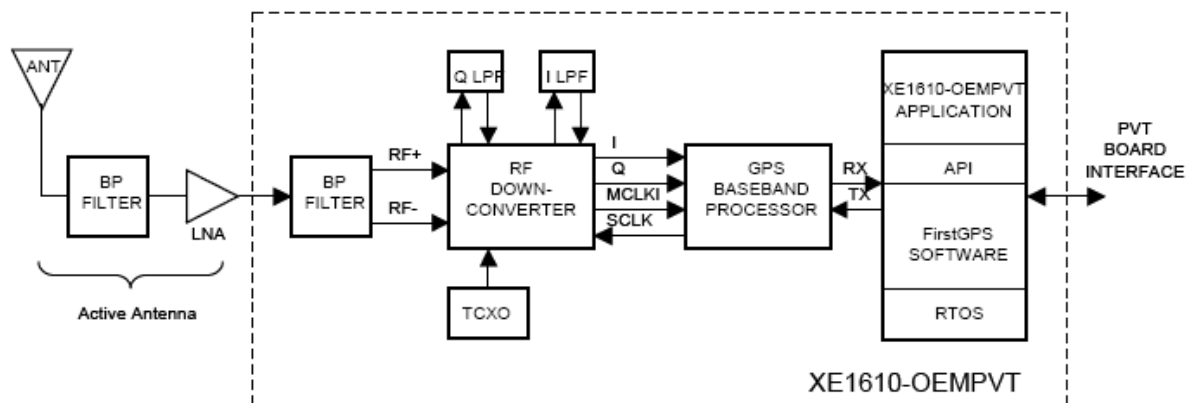 ANT
BP
FILTER
LNA
Active Antenna
BP
FILTER
RF+
RF-
Q LPF
I LPF
RF
DOWN-
CONVERTER
TCXO
I
Q
MCLKI
SCLK
GPS
BASEBAND
PROCESSOR
RX
TX
XE1610-OEMPVT
APPLICATION
API
FirstGPS
SOFTWARE
RTOS
PVT
BOARD
INTERFACE
XE1610-OEMPVT